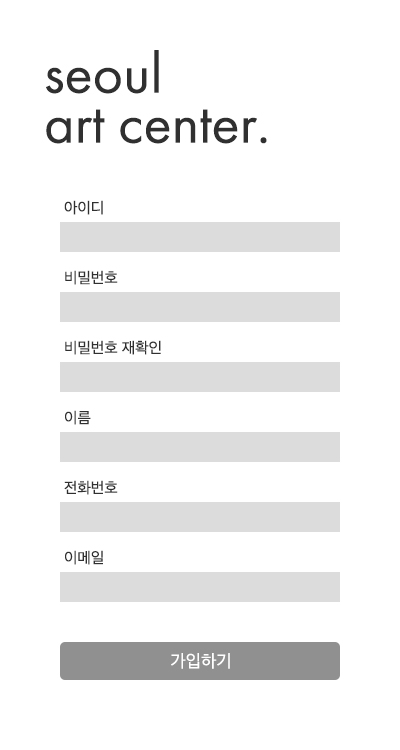 seoul
art center.
아이디
비밀번호
비밀번호 재확인
이름
전화번호
이메일
가입하기